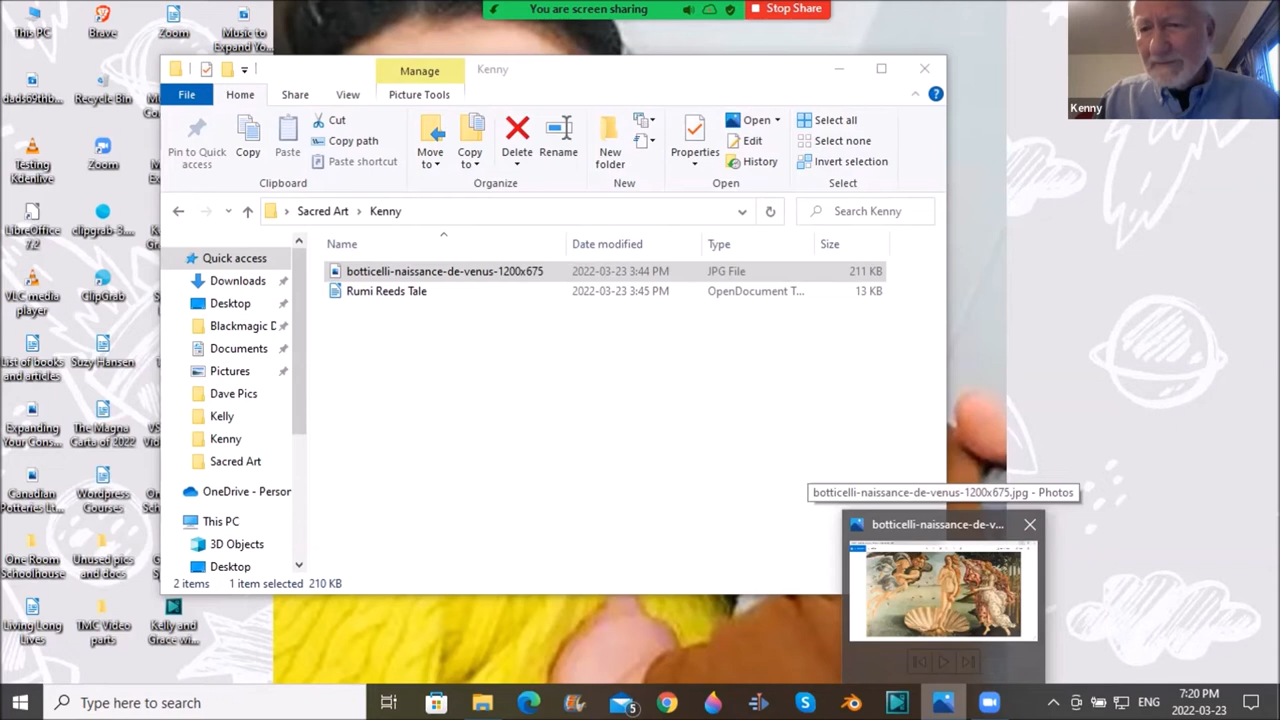 You are screen sharing
Stop Share
This PC
Brave
Zoom
Music to
Expand Yo...
Kenny
dads69thb...
Recycle Bin
Testing
Kdenlive
Zoom
LibreOffice
7.2
clipgrab-3....
VLC media
player
ClipGrab
List of books
and articles
Suzy Hansen
Expanding
Your Cons...
The Magna
Carta of 2022
Canadian
Potteries Li...
Wordpress
Courses
One Room
Schoolhouse
Unused pics
and docs
Living Long
Lives
TMC Video
parts
Kelly and
Grace wi...
Manage
Kenny
File
Home
Share
View
Picture Tools
Pin to Quick
access
Copy
Paste
Cut
Copy path
Paste shortcut
Clipboard
Move
to
Copy
to
Delete
Rename
Organize
New
folder
New
Properties
Open
Edit
History
Open
Select all
Select none
Invert selection
Select
Sacred Art > Kenny
Search Kenny
Name
Date modified
Type
Size
botticelli-naissance-de-venus-1200x675 2022-03-23 3:44 PM JPG File 211 KB
Rumi Reeds Tale 2022-03-23 3:45 PM OpenDocument T... 13 KB
Quick access
Downloads
Desktop
Blackmagic D
Documents
Pictures
Dave Pics
Kelly
Kenny
Sacred Art
OneDrive - Person
This PC
3D Objects
Desktop
2 items 1 item selected 210 KB
botticelli-naissance-de-venus-1200x675.jpg - Photos
botticelli-naissance-de-v...
Type here to search
5
ENG
7:20 PM
2022-03-23